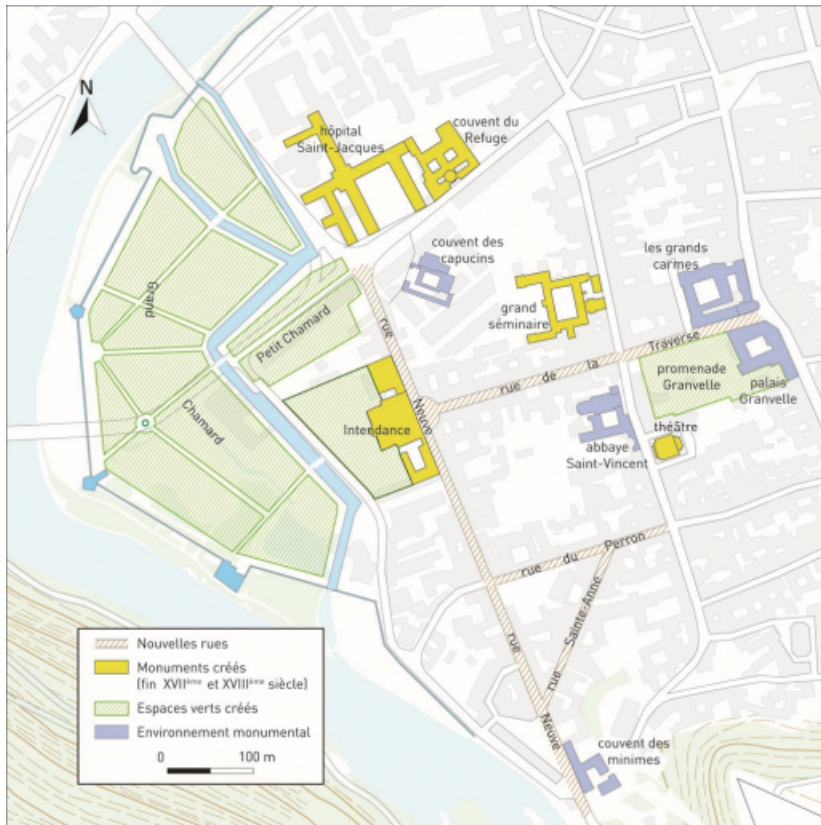 N
hôpital
Saint-Jacques
couvent du
Refuge
couvent des
capucins
les grands
carmes
grand
séminaire
Grand
Petit Chamard
rue
rue de la Traverse
promenade
Granvelle
palais
Granvelle
Chamard
Intendance
Neuve
théâtre
abbaye
Saint-Vincent
rue du Perron
rue Sainte-Anne
rue
Neuve
couvent des
minimes
Nouvelles rues
Monuments créés
(fin XVIIème et XVIIIème siècle)
Espaces verts créés
Environnement monumental
0 100 m